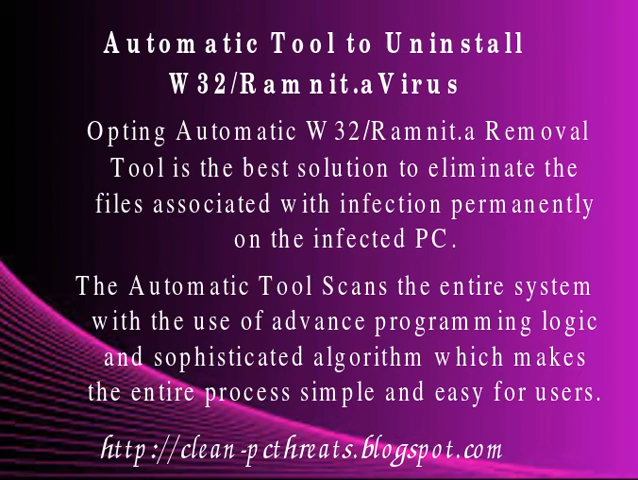 Automatic Tool to Uninstall
W32/Ramnit.aVirus
Opting Automatic W32/Ramnit.a Removal
Tool is the best solution to eliminate the
files associated with infection permanently
on the infected PC.
The Automatic Tool Scans the entire system
with the use of advance programming logic
and sophisticated algorithm which makes
the entire process simple and easy for users.
http://clean-pcthreats.blogspot.com